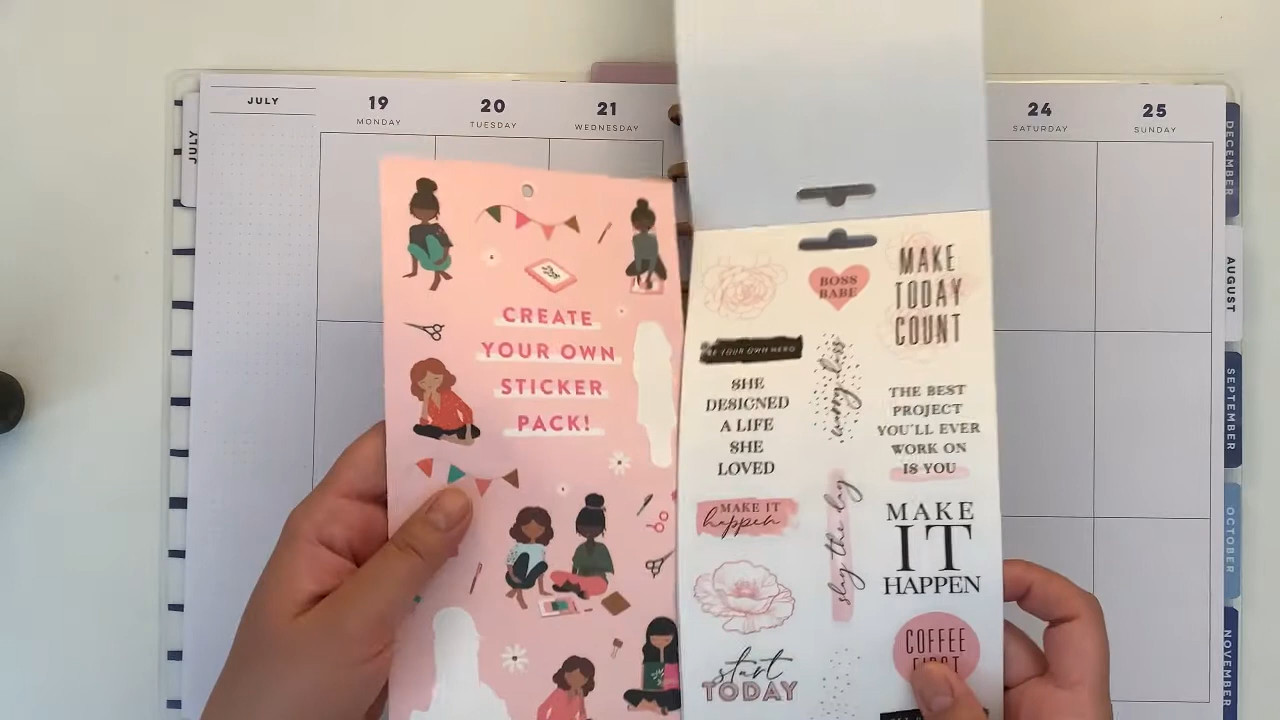 JULY
19
MONDAY
20
TUESDAY
21
WEDNESDAY
24
SATURDAY
25
SUNDAY
JULY
DECEMBER
AUGUST
SEPTEMBER
OCTOBER
NOVEMBER
CREATE
YOUR OWN
STICKER
PACK!
BOSS
BABE
MAKE
TODAY
COUNT
BE YOUR OWN HERO
SHE
DESIGNED
A LIFE
SHE
LOVED
worry less
THE BEST
PROJECT
YOU'LL EVER
WORK ON
IS YOU
MAKE IT
happen
slay the day
MAKE
IT
HAPPEN
start
TODAY
COFFEE
FIRST